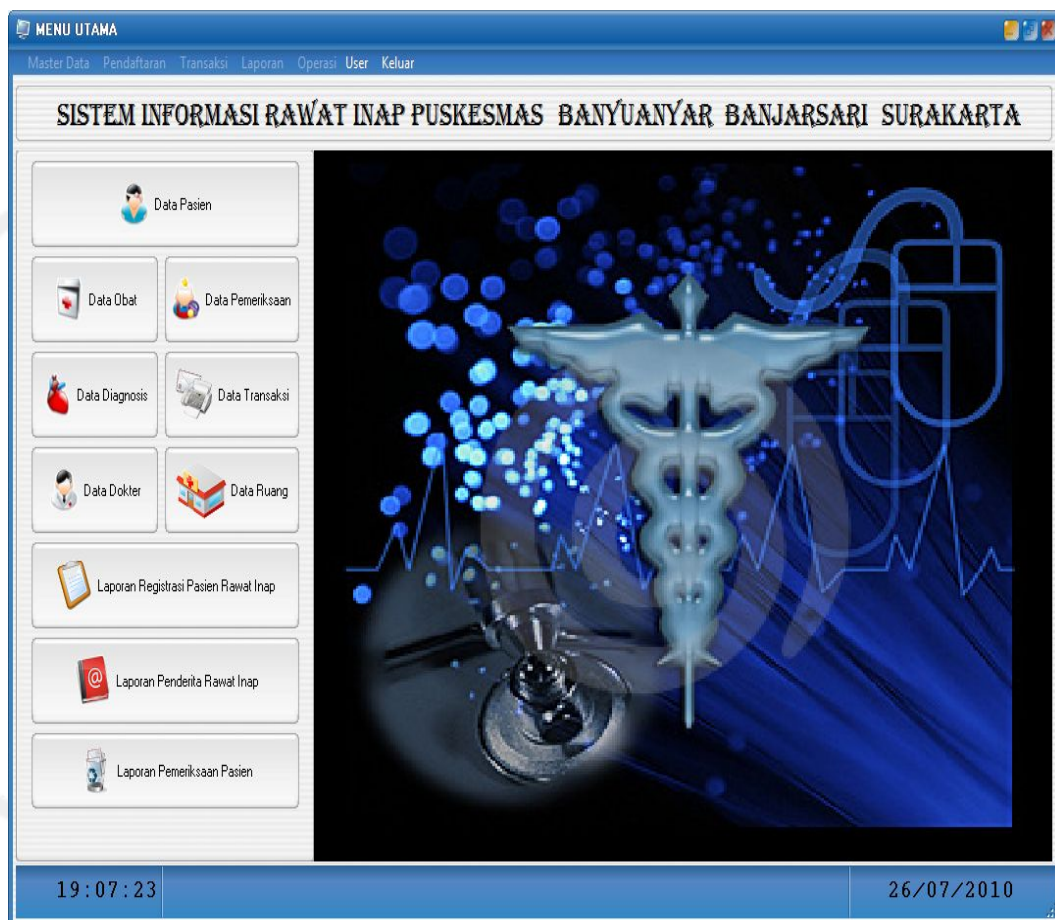 MENU UTAMA
Master Data Pendaftaran Transaksi Laporan Operasi User Keluar
SISTEM INFORMASI RAWAT INAP PUSKESMAS BANYUANYAR BANJARSARI SURAKARTA
Data Pasien
Data Obat
Data Pemeriksaan
Data Diagnosis
Data Transaksi
Data Dokter
Data Ruang
Laporan Registrasi Pasien Rawat Inap
Laporan Penderita Rawat Inap
Laporan Pemeriksaan Pasien
19:07:23
26/07/2010